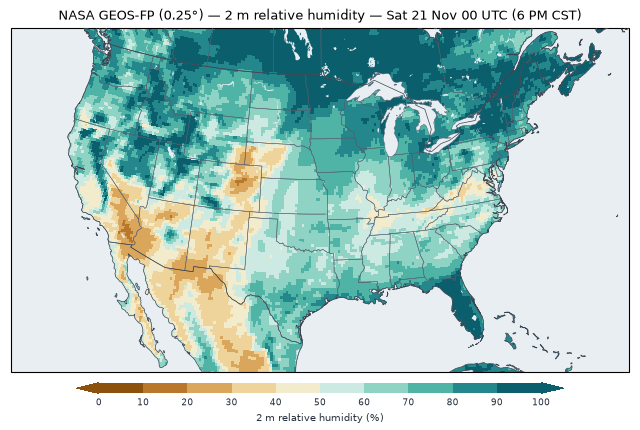 NASA GEOS-FP (0.25°) — 2 m relative humidity — Sat 21 Nov 00 UTC (6 PM CST)
0 10 20 30 40 50 60 70 80 90 100
2 m relative humidity (%)